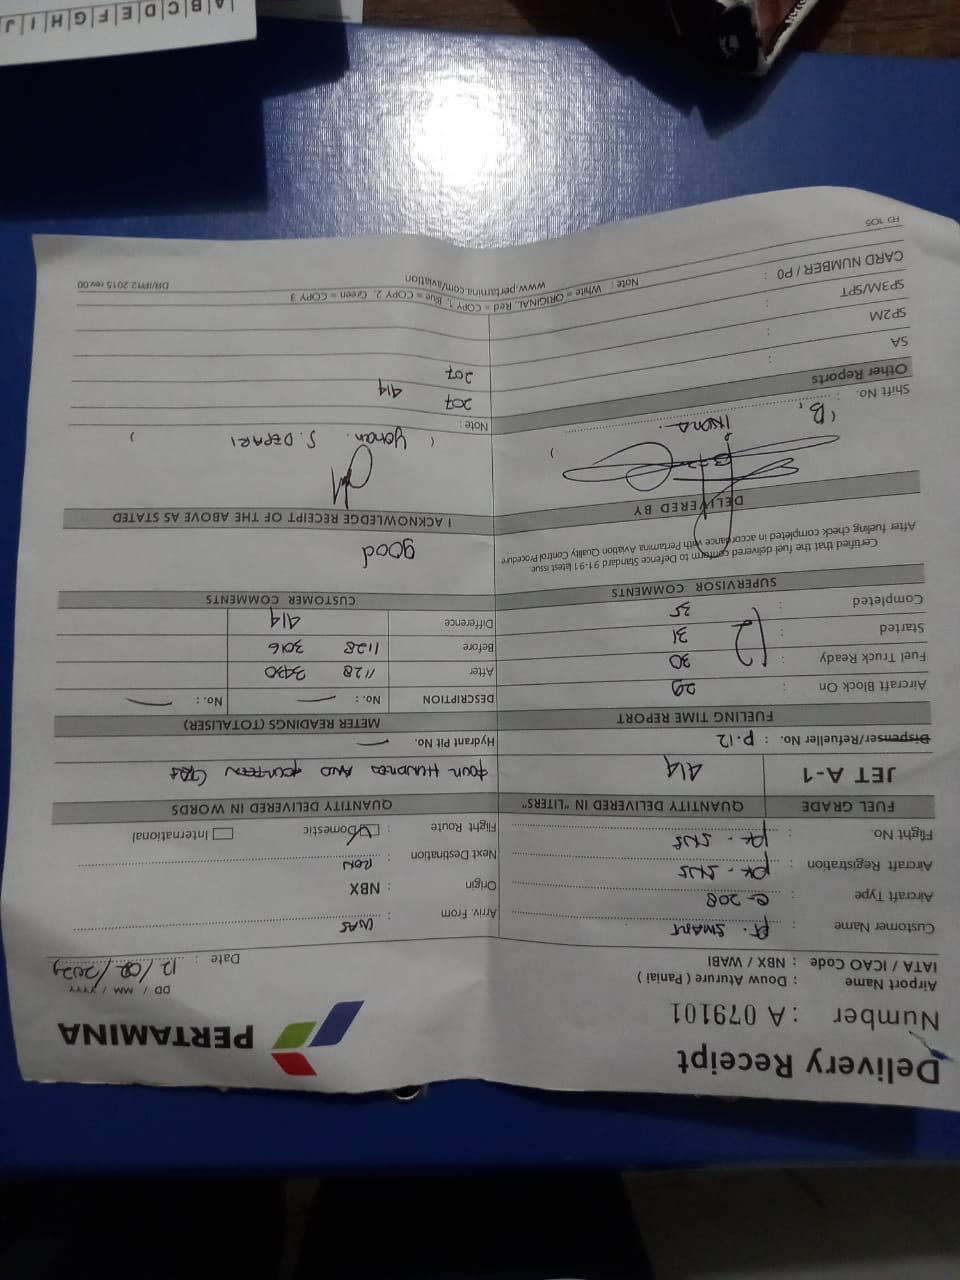 Delivery Receipt
PERTAMINA
Number : A 079101
DD / MM / YYYY
Airport Name : Douw Aturure ( Paniai )
Date : 12/02/2024
IATA / ICAO Code : NBX / WABI
Customer Name : PT. SMART
Arriv. From : WAS
Aircraft Type : C-208
Origin : NBX
Aircraft Registration : PK-SNS
Next Destination : RON
Flight No. : PK-SNS
Flight Route : Domestic International
FUEL GRADE QUANTITY DELIVERED IN "LITERS" QUANTITY DELIVERED IN WORDS
JET A-1 414 FOUR HUNDRED AND FOURTEEN
Dispenser/Refueller No. : P.12 Hydrant Pit No. —
FUELING TIME REPORT METER READINGS (TOTALISER)
Aircraft Block On : 29 DESCRIPTION No. : — No. : —
Fuel Truck Ready : 30 After 1128 3430
Started : 31 Before 1128 3016
Completed : 35 Difference 414
SUPERVISOR COMMENTS CUSTOMER COMMENTS
Certified that the fuel delivered conform to Defence Standard 91-91 latest issue
After fueling check completed in accordance with Pertamina Aviation Quality Control Procedure
good
DELIVERED BY I ACKNOWLEDGE RECEIPT OF THE ABOVE AS STATED
( B. INDRA . )
( Yonan. S. DEPARI )
Shift No. :
Note :
207
414
Other Reports
207
SA :
SP2M :
SP3M/SPT :
CARD NUMBER / PO :
Note : White = ORIGINAL, Red = COPY 1, Blue = COPY 2, Green = COPY 3
FD 105
www.pertamina.com/aviation
DR/IPM2 2015 rev.00
A B C D E F G H I J